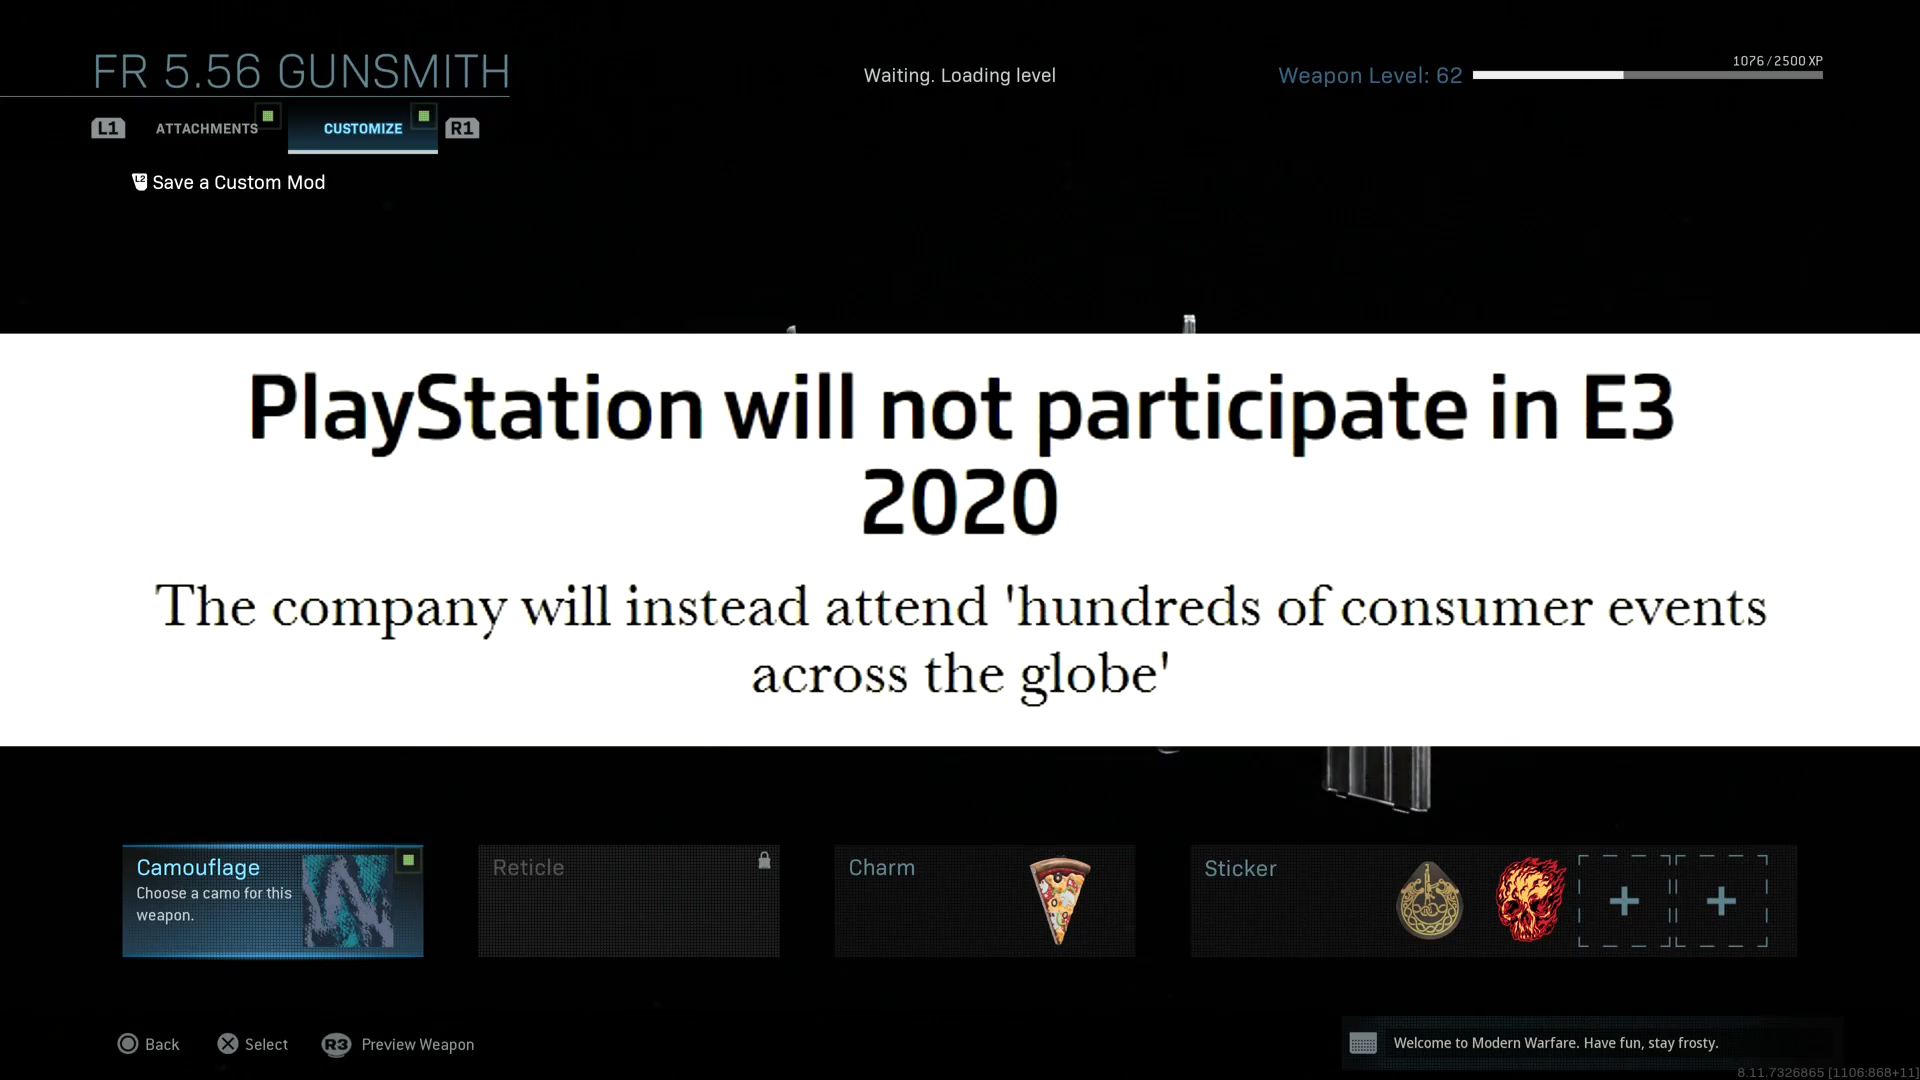 FR 5.56 GUNSMITH
Waiting. Loading level
Weapon Level: 62
1076 / 2500 XP
L1 ATTACHMENTS CUSTOMIZE R1
L2 Save a Custom Mod
PlayStation will not participate in E3
2020
The company will instead attend 'hundreds of consumer events
across the globe'
Camouflage
Choose a camo for this
weapon.
Reticle
Charm
Sticker
Back Select R3 Preview Weapon
Welcome to Modern Warfare. Have fun, stay frosty.
8.11.7326865 [1106:868+11]